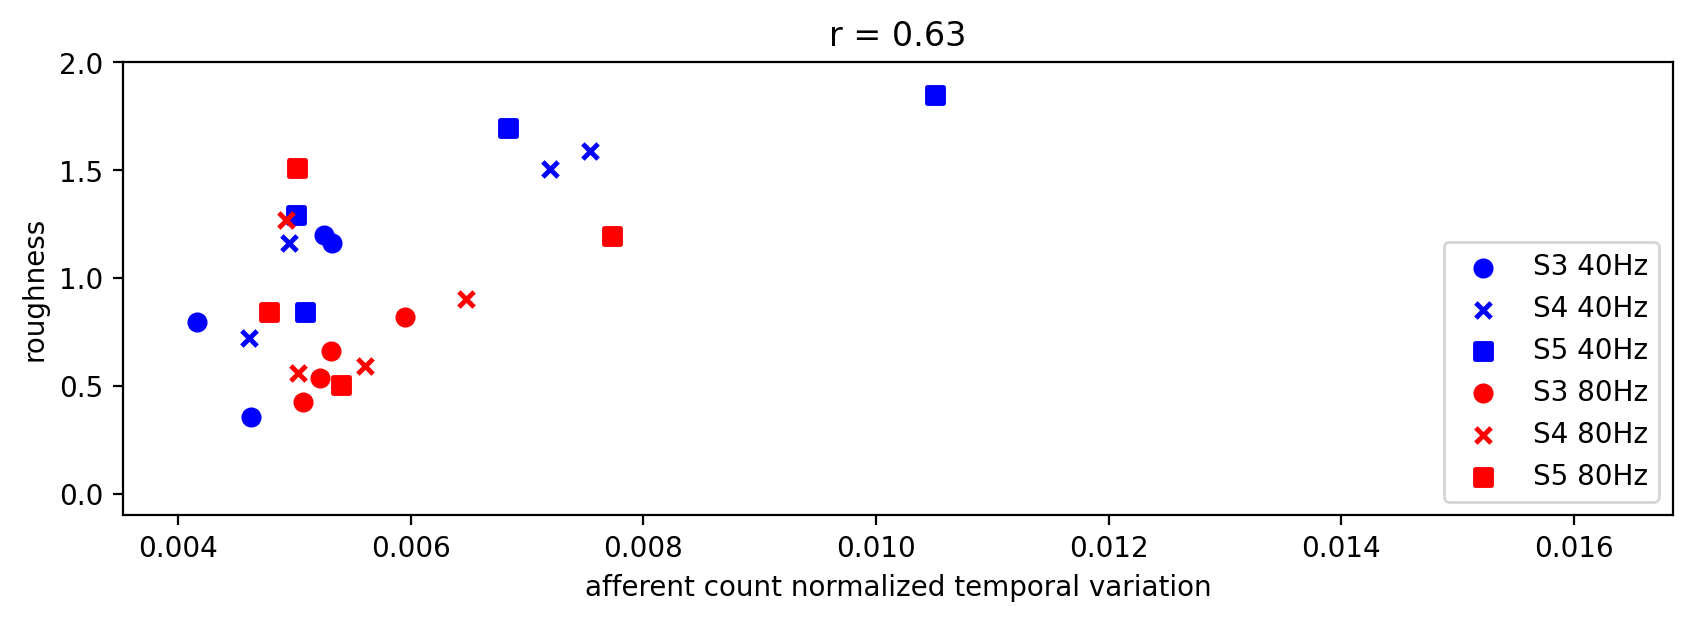 r = 0.63
2.0
1.5
1.0
0.5
0.0
roughness
S3 40Hz
S4 40Hz
S5 40Hz
S3 80Hz
S4 80Hz
S5 80Hz
0.004 0.006 0.008 0.010 0.012 0.014 0.016
afferent count normalized temporal variation